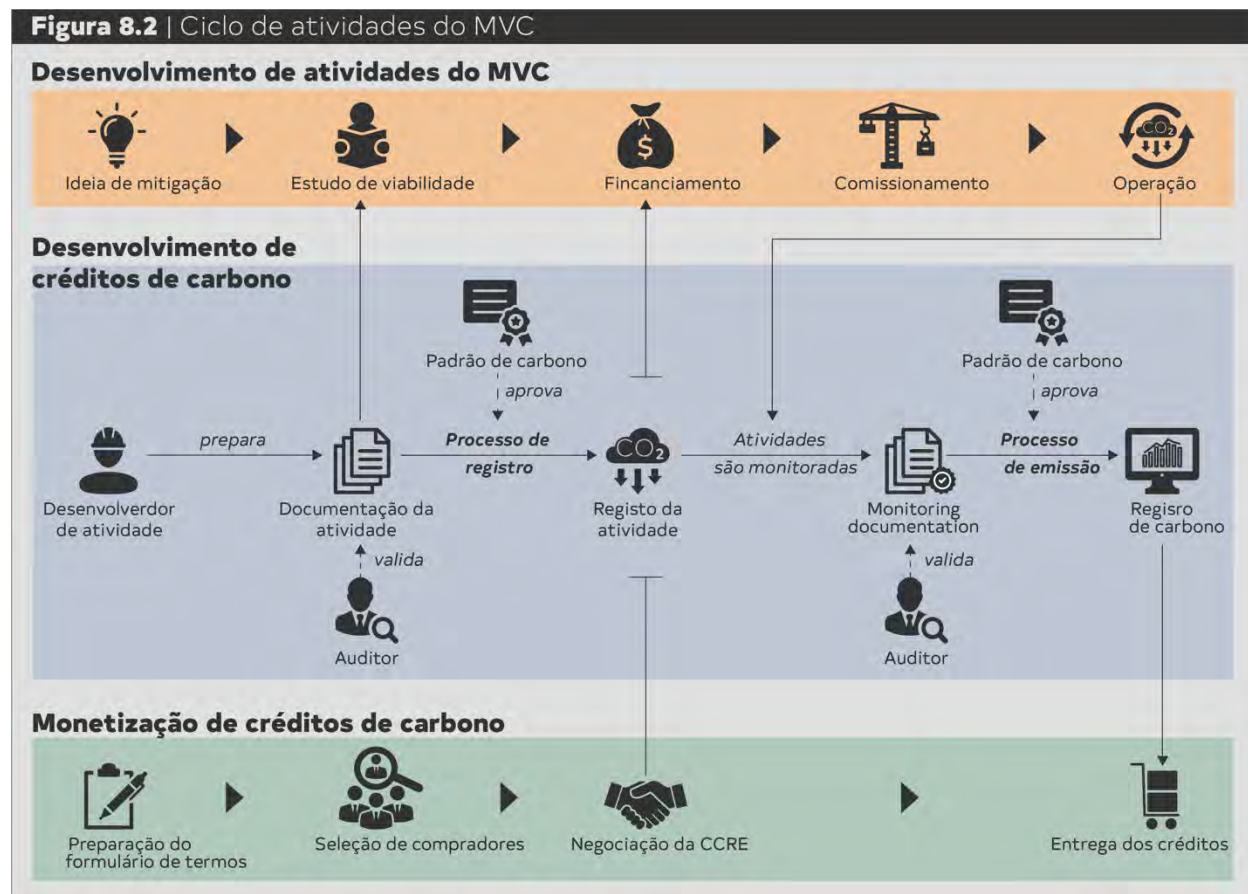 Figura 8.2 | Ciclo de atividades do MVC
Desenvolvimento de atividades do MVC
Ideia de mitigação
Estudo de viabilidade
$
Fincanciamento
Comissionamento
CO2
Operação
Desenvolvimento de
créditos de carbono
Padrão de carbono
aprova
Padrão de carbono
aprova
Desenvolverdor
de atividade
prepara
Documentação da
atividade
Processo de
registro
CO2
Registo da
atividade
Atividades
são monitoradas
Monitoring
documentation
Processo
de emissão
Regisro
de carbono
valida
Auditor
valida
Auditor
Monetização de créditos de carbono
Preparação do
formulário de termos
Seleção de compradores
Negociação da CCRE
Entrega dos créditos